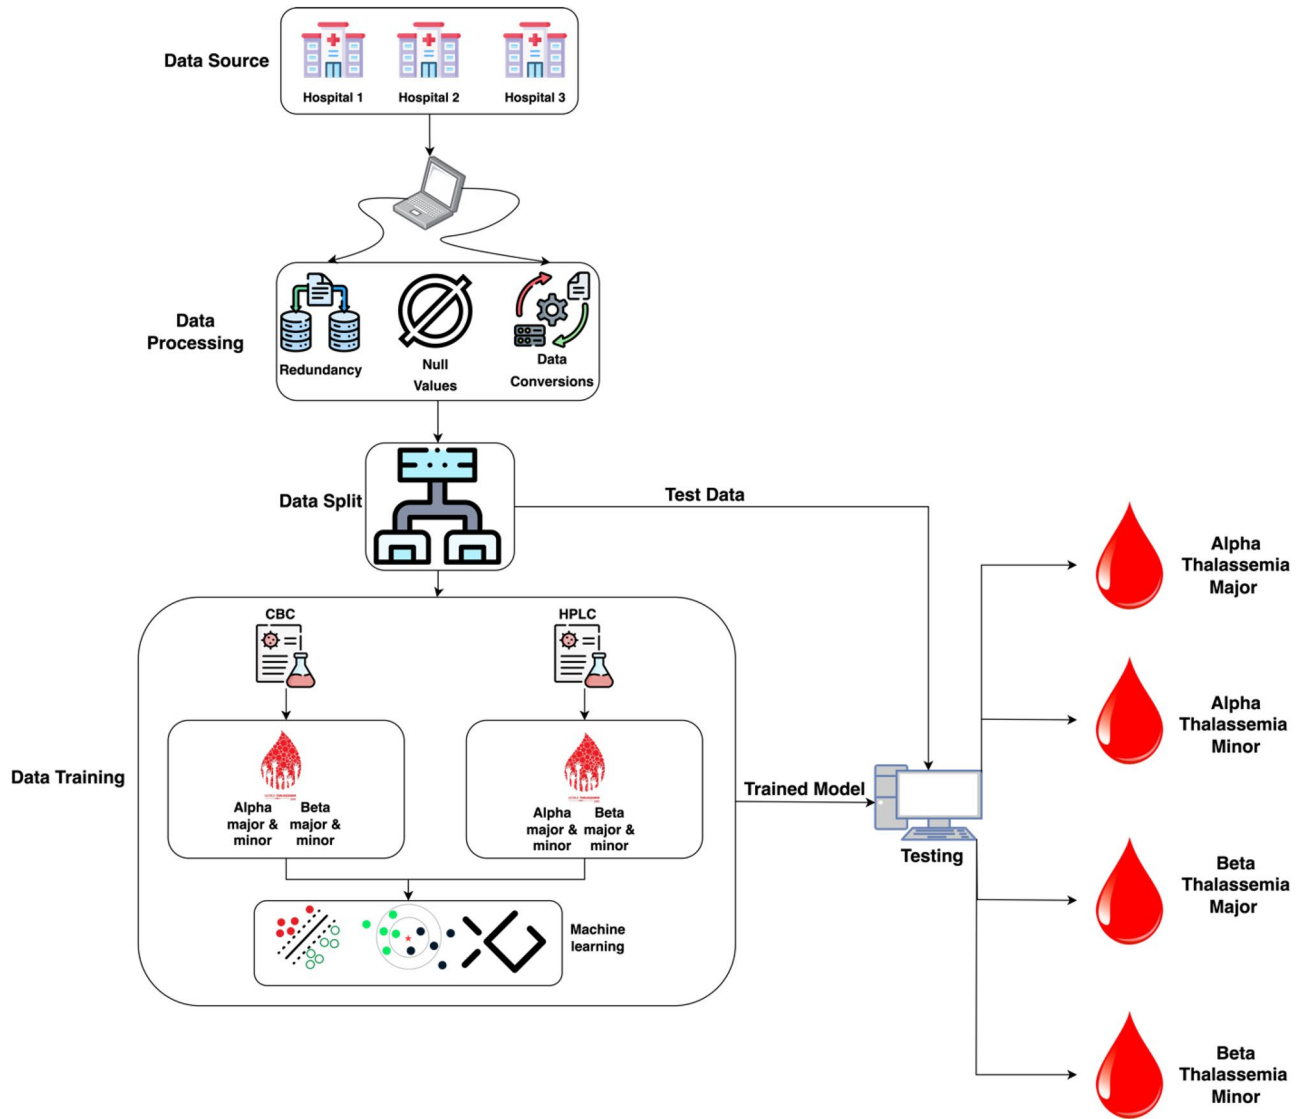 Data Source
Hospital 1
Hospital 2
Hospital 3
Data
Processing
Redundancy
Null
Values
Data
Conversions
Data Split
Test Data
Data Training
CBC
HPLC
Alpha
major &
minor
Beta
major &
minor
Alpha
major &
minor
Beta
major &
minor
Machine
learning
Trained Model
Testing
Alpha
Thalassemia
Major
Alpha
Thalassemia
Minor
Beta
Thalassemia
Major
Beta
Thalassemia
Minor